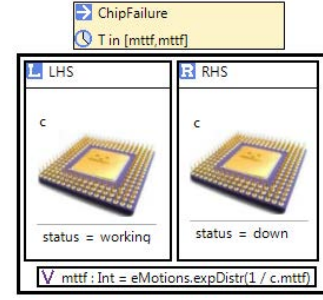 ChipFailure
T in [mttf,mttf]
L LHS
R RHS
c
c
status = working
status = down
V mttf : Int = eMotions.expDistr(1 / c.mttf)